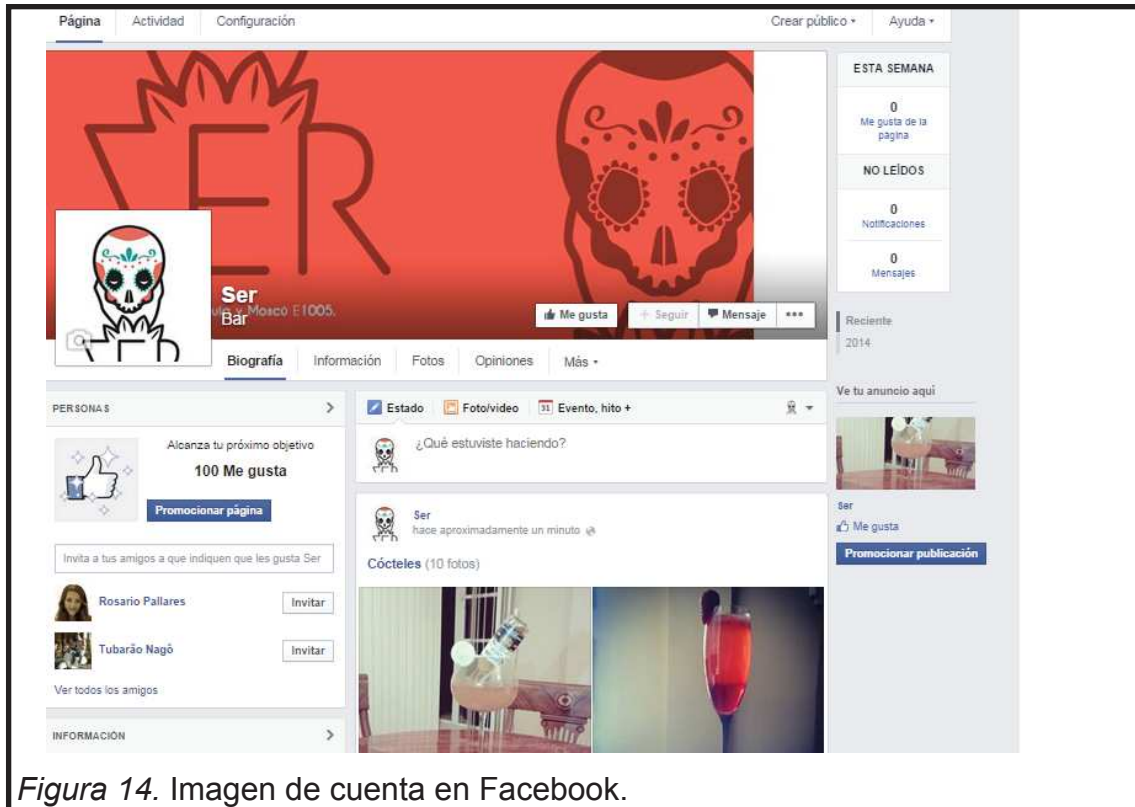 Página Actividad Configuración Crear público Ayuda
SER
Ser
Bar
y Mosco E1005.
Me gusta + Seguir Mensaje •••
Biografía Información Fotos Opiniones Más
ESTA SEMANA
0
Me gusta de la
página
NO LEÍDOS
0
Notificaciones
0
Mensajes
Reciente
2014
PERSONAS
Alcanza tu próximo objetivo
100 Me gusta
Promocionar página
Invita a tus amigos a que indiquen que les gusta Ser
Rosario Pallares Invitar
Tubarão Nagô Invitar
Ver todos los amigos
INFORMACIÓN
Estado Foto/video 31 Evento, hito +
¿Qué estuviste haciendo?
Ser
hace aproximadamente un minuto
Cócteles (10 fotos)
Ve tu anuncio aquí
Ser
Me gusta
Promocionar publicación
Figura 14. Imagen de cuenta en Facebook.